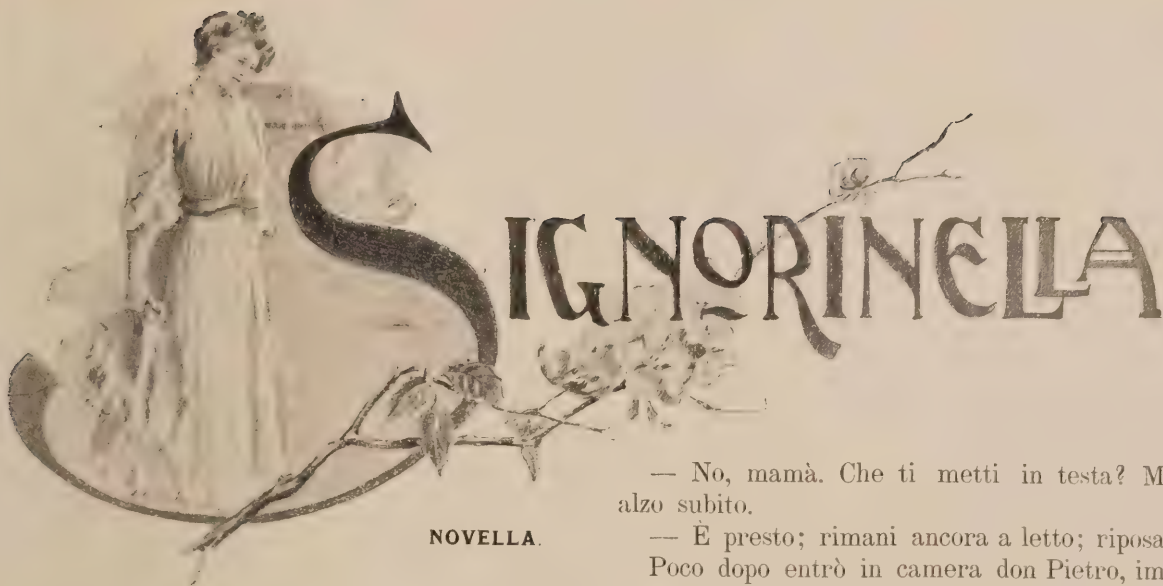 SIGNORINELLA
NOVELLA.
— No, mamà. Che ti metti in testa? M
alzo subito.
— È presto; rimani ancora a letto; riposa
Poco dopo entrò in camera don Pietro, im